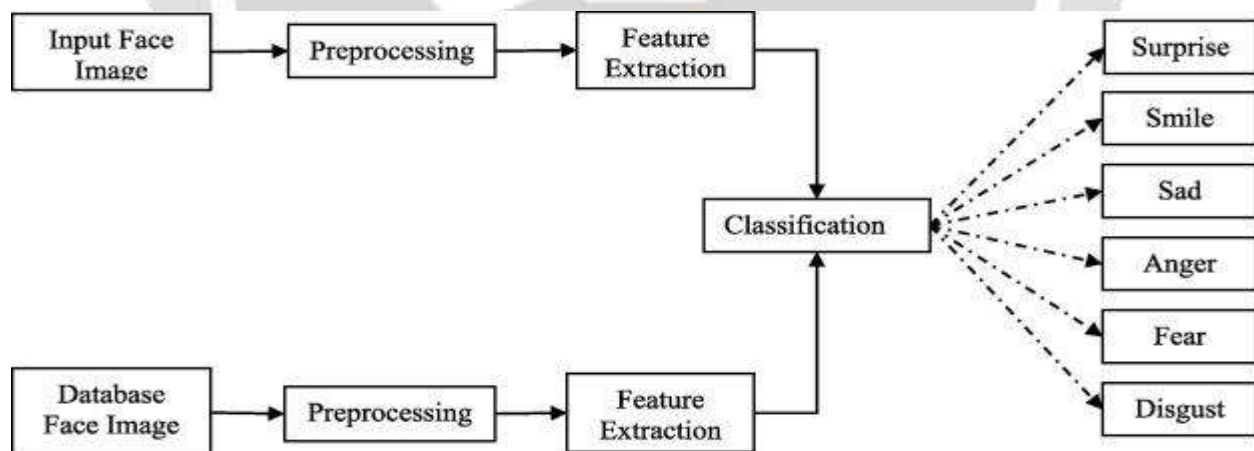 Input Face
Image
Preprocessing
Feature
Extraction
Surprise
Smile
Sad
Classification
Anger
Fear
Database
Face Image
Preprocessing
Feature
Extraction
Disgust